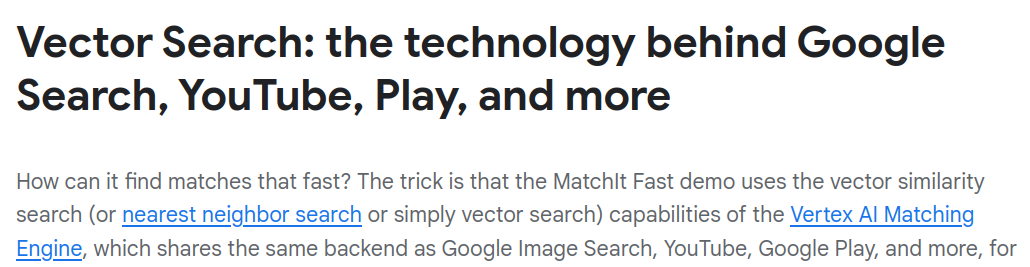 Vector Search: the technology behind Google
Search, YouTube, Play, and more
How can it find matches that fast? The trick is that the MatchIt Fast demo uses the vector similarity
search (or nearest neighbor search or simply vector search) capabilities of the Vertex AI Matching
Engine, which shares the same backend as Google Image Search, YouTube, Google Play, and more, for